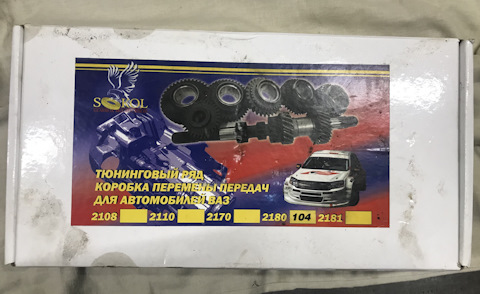 SOKOL
ТЮНИНГОВЫЙ РЯД
КОРОБКА ПЕРЕМЕНЫ ПЕРЕДАЧ
ДЛЯ АВТОМОБИЛЕЙ ВАЗ
2108 2110 2170 2180 104 2181